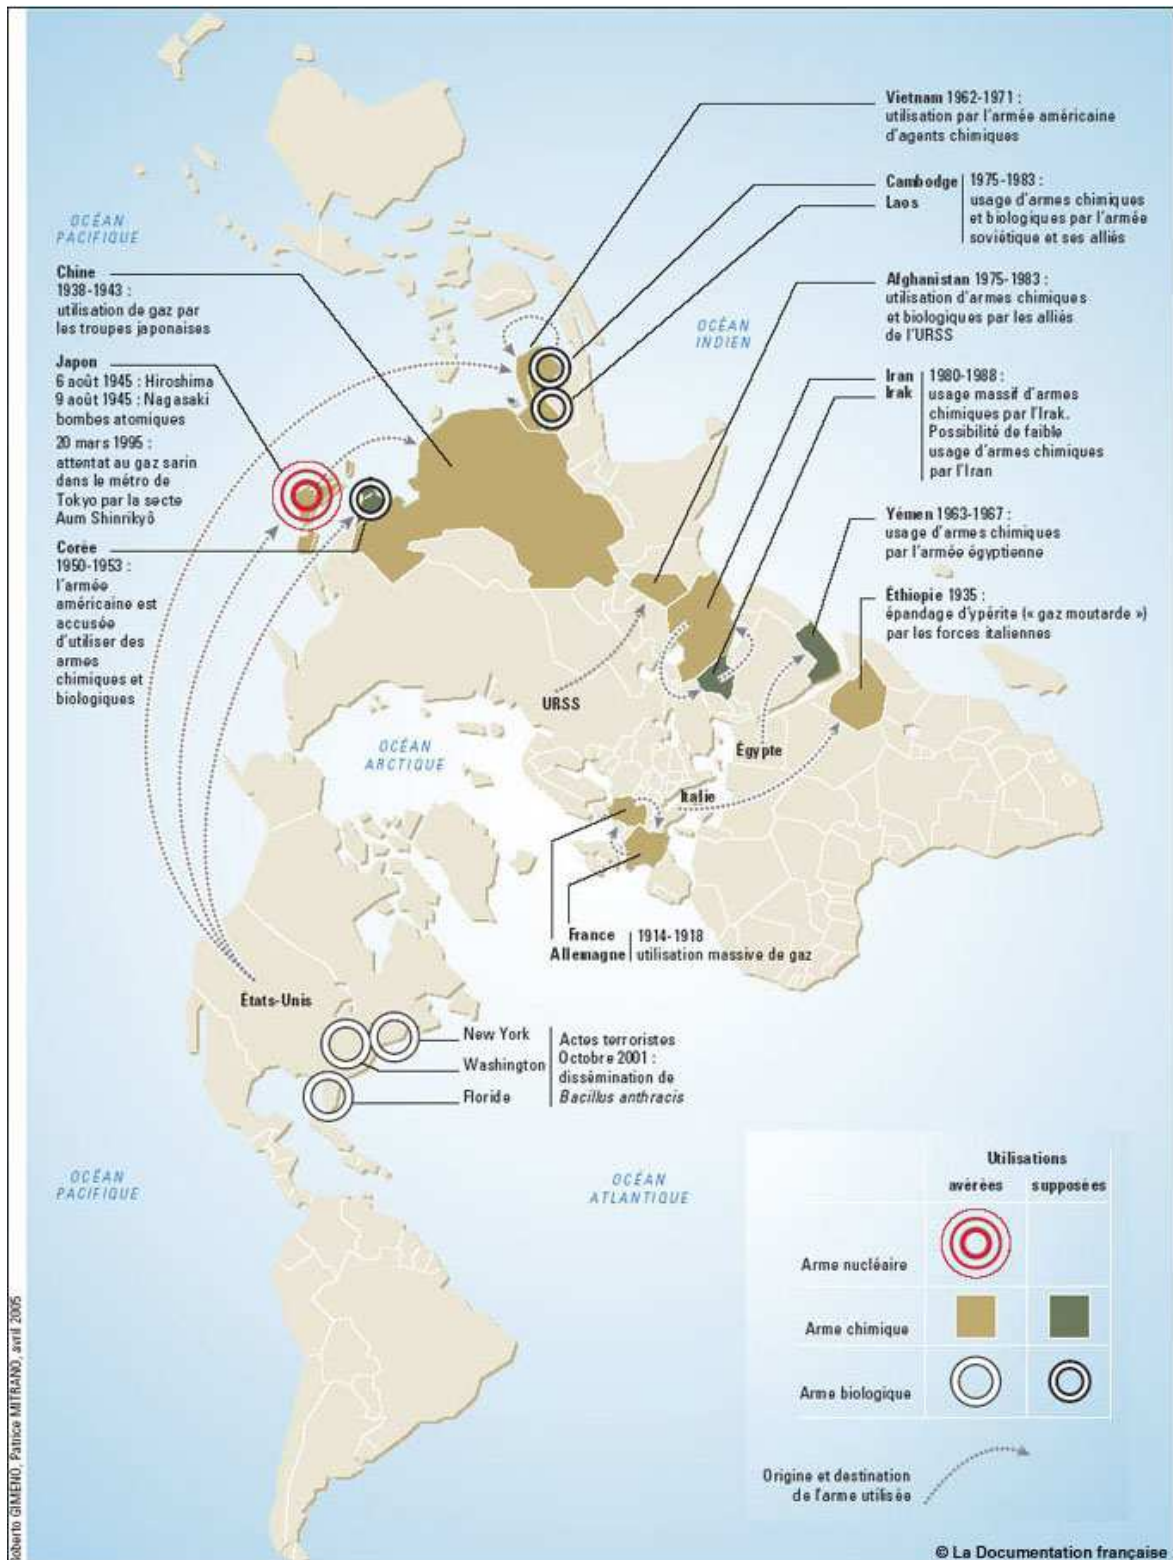 OCÉAN
PACIFIQUE
Chine
1938-1943 :
utilisation de gaz par
les troupes japonaises
Japon
6 août 1945 : Hiroshima
9 août 1945 : Nagasaki
bombes atomiques
20 mars 1995 :
attentat au gaz sarin
dans le métro de
Tokyo par la secte
Aum Shinrikyô
Corée
1950-1953 :
l'armée
américaine est
accusée
d'utiliser des
armes
chimiques et
biologiques
Vietnam 1962-1971 :
utilisation par l'armée américaine
d'agents chimiques
Cambodge
Laos
1975-1983 :
usage d'armes chimiques
et biologiques par l'armée
soviétique et ses alliés
OCÉAN
INDIEN
Afghanistan 1975-1983 :
utilisation d'armes chimiques
et biologiques par les alliés
de l'URSS
Iran
Irak
1980-1988 :
usage massif d'armes
chimiques par l'Irak.
Possibilité de faible
usage d'armes chimiques
par l'Iran
Yémen 1963-1967 :
usage d'armes chimiques
par l'armée égyptienne
Éthiopie 1935 :
épandage d'ypérite (« gaz moutarde »)
par les forces italiennes
URSS
OCÉAN
ARCTIQUE
Égypte
Italie
France
Allemagne
1914-1918
utilisation massive de gaz
États-Unis
New York
Washington
Floride
Actes terroristes
Octobre 2001 :
dissémination de
Bacillus anthracis
OCÉAN
PACIFIQUE
OCÉAN
ATLANTIQUE
Utilisations
avérées supposées
Arme nucléaire
Arme chimique
Arme biologique
Origine et destination
de l'arme utilisée
Roberto GIMENO, Patrice MITRANO, avril 2005
© La Documentation française